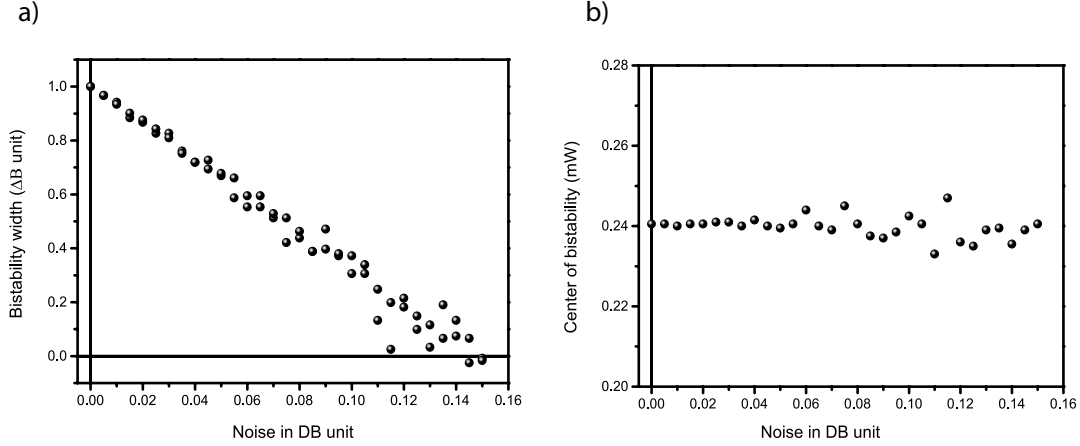 a)
Bistability width (ΔB unit)
1.0
0.8
0.6
0.4
0.2
0.0
0.00 0.02 0.04 0.06 0.08 0.10 0.12 0.14 0.16
Noise in DB unit
b)
Center of bistability (mW)
0.28
0.26
0.24
0.22
0.20
0.00 0.02 0.04 0.06 0.08 0.10 0.12 0.14 0.16
Noise in DB unit